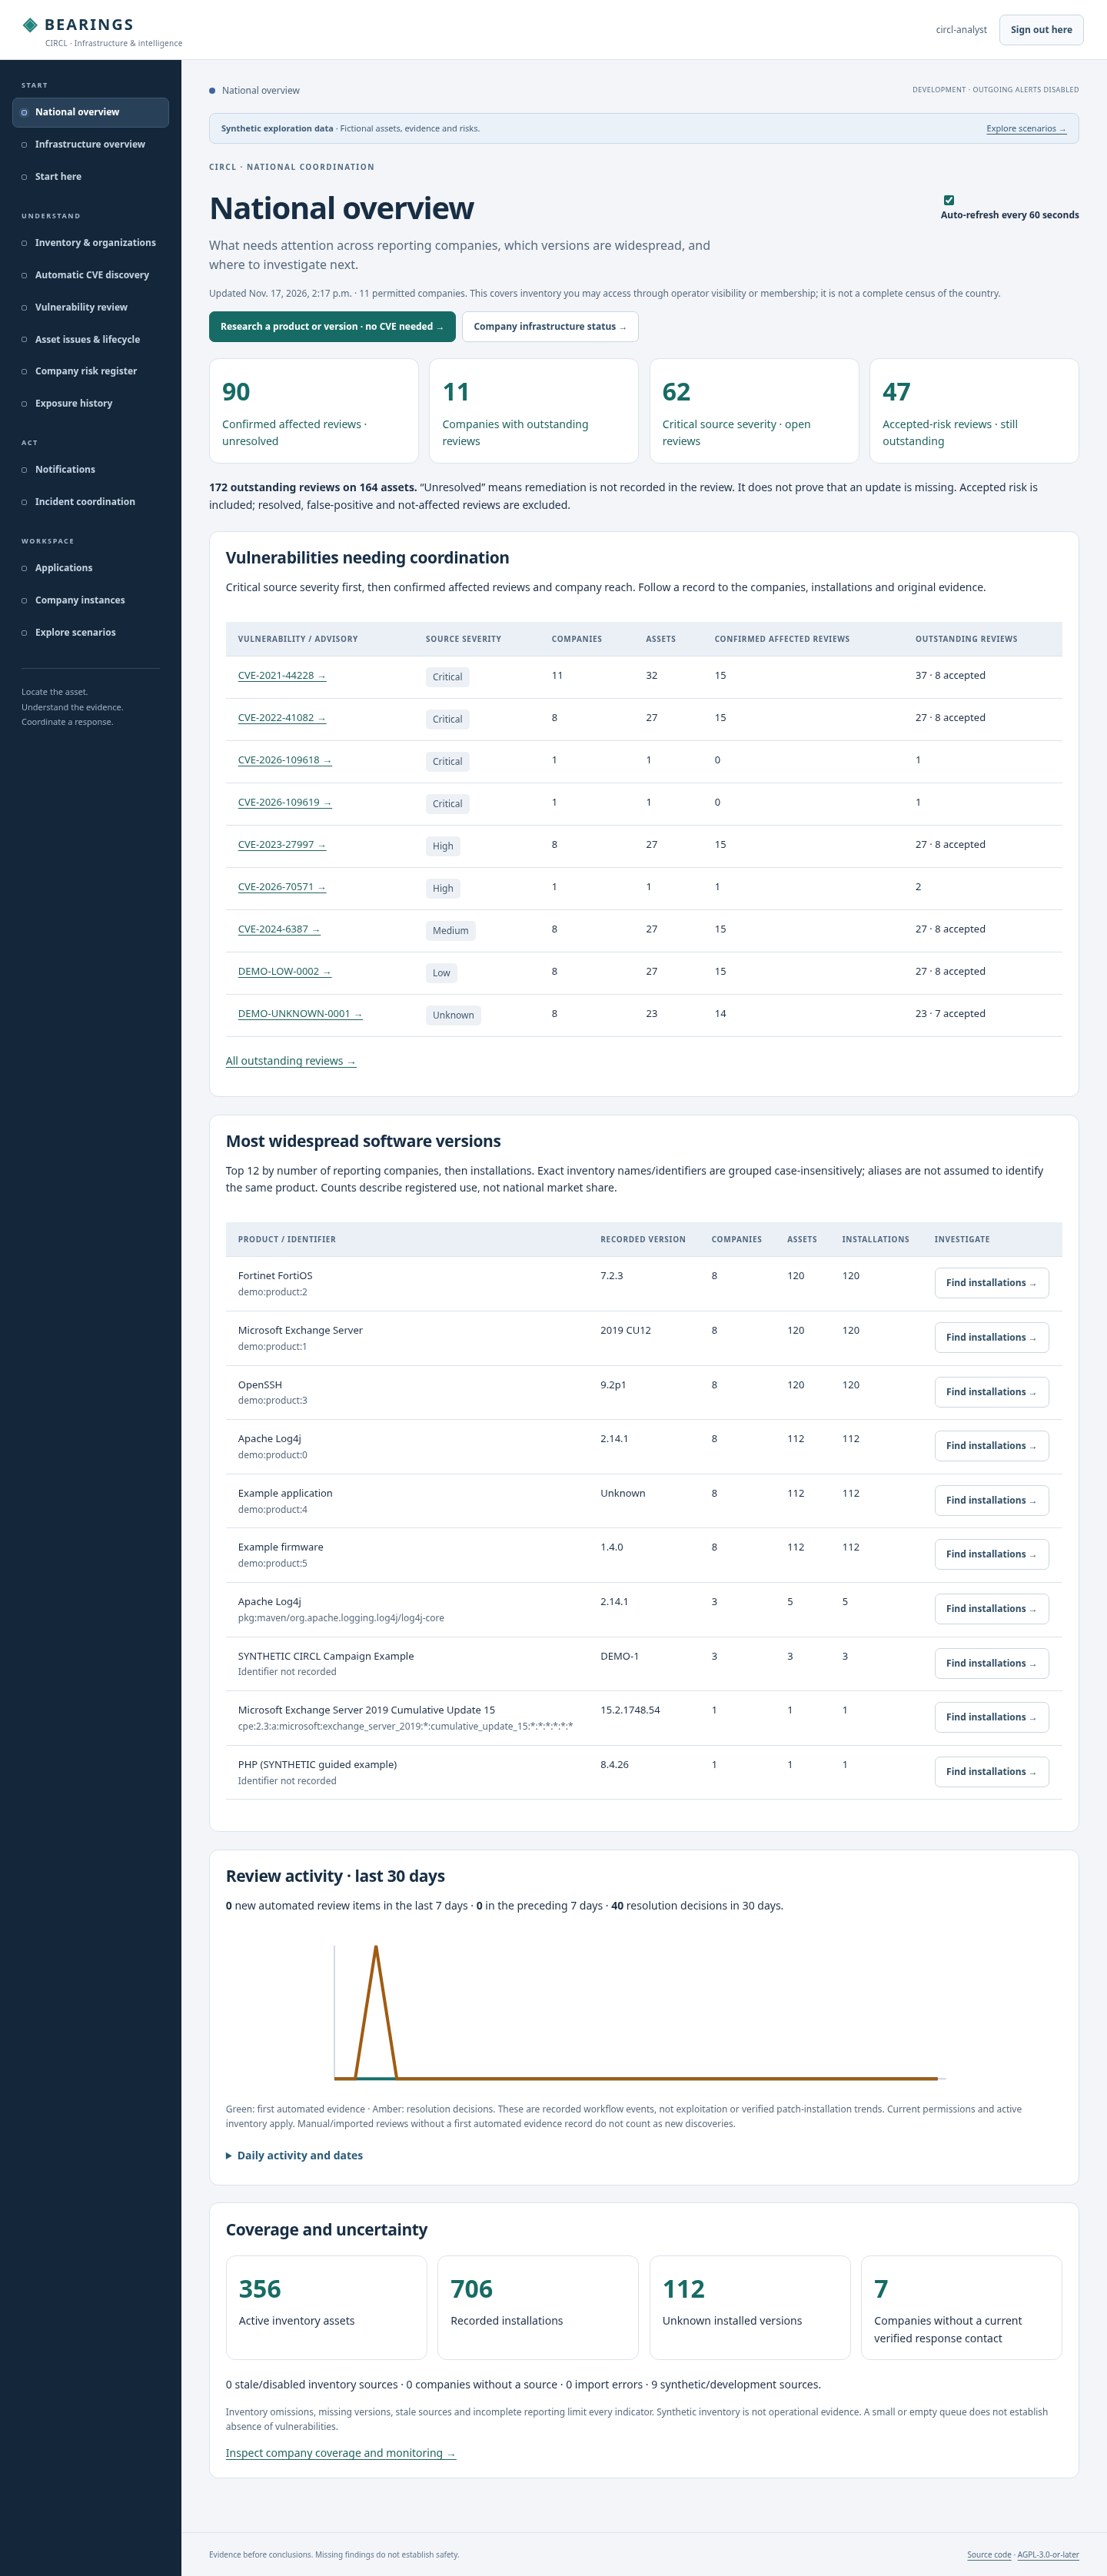 BEARINGS
CIRCL · Infrastructure & intelligence
circl-analyst
Sign out here
START
National overview
Infrastructure overview
Start here
UNDERSTAND
Inventory & organizations
Automatic CVE discovery
Vulnerability review
Asset issues & lifecycle
Company risk register
Exposure history
ACT
Notifications
Incident coordination
WORKSPACE
Applications
Company instances
Explore scenarios
Locate the asset.
Understand the evidence.
Coordinate a response.
National overview
DEVELOPMENT · OUTGOING ALERTS DISABLED
Synthetic exploration data · Fictional assets, evidence and risks.
Explore scenarios →
CIRCL · NATIONAL COORDINATION
National overview
Auto-refresh every 60 seconds
What needs attention across reporting companies, which versions are widespread, and
where to investigate next.
Updated Nov. 17, 2026, 2:17 p.m. · 11 permitted companies. This covers inventory you may access through operator visibility or membership; it is not a complete census of the country.
Research a product or version · no CVE needed →
Company infrastructure status →
90
Confirmed affected reviews ·
unresolved
11
Companies with outstanding
reviews
62
Critical source severity · open
reviews
47
Accepted-risk reviews · still
outstanding
172 outstanding reviews on 164 assets. “Unresolved” means remediation is not recorded in the review. It does not prove that an update is missing. Accepted risk is
included; resolved, false-positive and not-affected reviews are excluded.
Vulnerabilities needing coordination
Critical source severity first, then confirmed affected reviews and company reach. Follow a record to the companies, installations and original evidence.
VULNERABILITY / ADVISORY SOURCE SEVERITY COMPANIES ASSETS CONFIRMED AFFECTED REVIEWS OUTSTANDING REVIEWS
CVE-2021-44228 → Critical 11 32 15 37 · 8 accepted
CVE-2022-41082 → Critical 8 27 15 27 · 8 accepted
CVE-2026-109618 → Critical 1 1 0 1
CVE-2026-109619 → Critical 1 1 0 1
CVE-2023-27997 → High 8 27 15 27 · 8 accepted
CVE-2026-70571 → High 1 1 1 2
CVE-2024-6387 → Medium 8 27 15 27 · 8 accepted
DEMO-LOW-0002 → Low 8 27 15 27 · 8 accepted
DEMO-UNKNOWN-0001 → Unknown 8 23 14 23 · 7 accepted
All outstanding reviews →
Most widespread software versions
Top 12 by number of reporting companies, then installations. Exact inventory names/identifiers are grouped case-insensitively; aliases are not assumed to identify
the same product. Counts describe registered use, not national market share.
PRODUCT / IDENTIFIER RECORDED VERSION COMPANIES ASSETS INSTALLATIONS INVESTIGATE
Fortinet FortiOS 7.2.3 8 120 120 Find installations →
demo:product:2
Microsoft Exchange Server 2019 CU12 8 120 120 Find installations →
demo:product:1
OpenSSH 9.2p1 8 120 120 Find installations →
demo:product:3
Apache Log4j 2.14.1 8 112 112 Find installations →
demo:product:0
Example application Unknown 8 112 112 Find installations →
demo:product:4
Example firmware 1.4.0 8 112 112 Find installations →
demo:product:5
Apache Log4j 2.14.1 3 5 5 Find installations →
pkg:maven/org.apache.logging.log4j/log4j-core
SYNTHETIC CIRCL Campaign Example DEMO-1 3 3 3 Find installations →
Identifier not recorded
Microsoft Exchange Server 2019 Cumulative Update 15 15.2.1748.54 1 1 1 Find installations →
cpe:2.3:a:microsoft:exchange_server_2019:*:cumulative_update_15:*:*:*:*:*:*
PHP (SYNTHETIC guided example) 8.4.26 1 1 1 Find installations →
Identifier not recorded
Review activity · last 30 days
0 new automated review items in the last 7 days · 0 in the preceding 7 days · 40 resolution decisions in 30 days.
Green: first automated evidence · Amber: resolution decisions. These are recorded workflow events, not exploitation or verified patch-installation trends. Current permissions and active
inventory apply. Manual/imported reviews without a first automated evidence record do not count as new discoveries.
Daily activity and dates
Coverage and uncertainty
356
Active inventory assets
706
Recorded installations
112
Unknown installed versions
7
Companies without a current
verified response contact
0 stale/disabled inventory sources · 0 companies without a source · 0 import errors · 9 synthetic/development sources.
Inventory omissions, missing versions, stale sources and incomplete reporting limit every indicator. Synthetic inventory is not operational evidence. A small or empty queue does not establish
absence of vulnerabilities.
Inspect company coverage and monitoring →
Evidence before conclusions. Missing findings do not establish safety.
Source code · AGPL-3.0-or-later